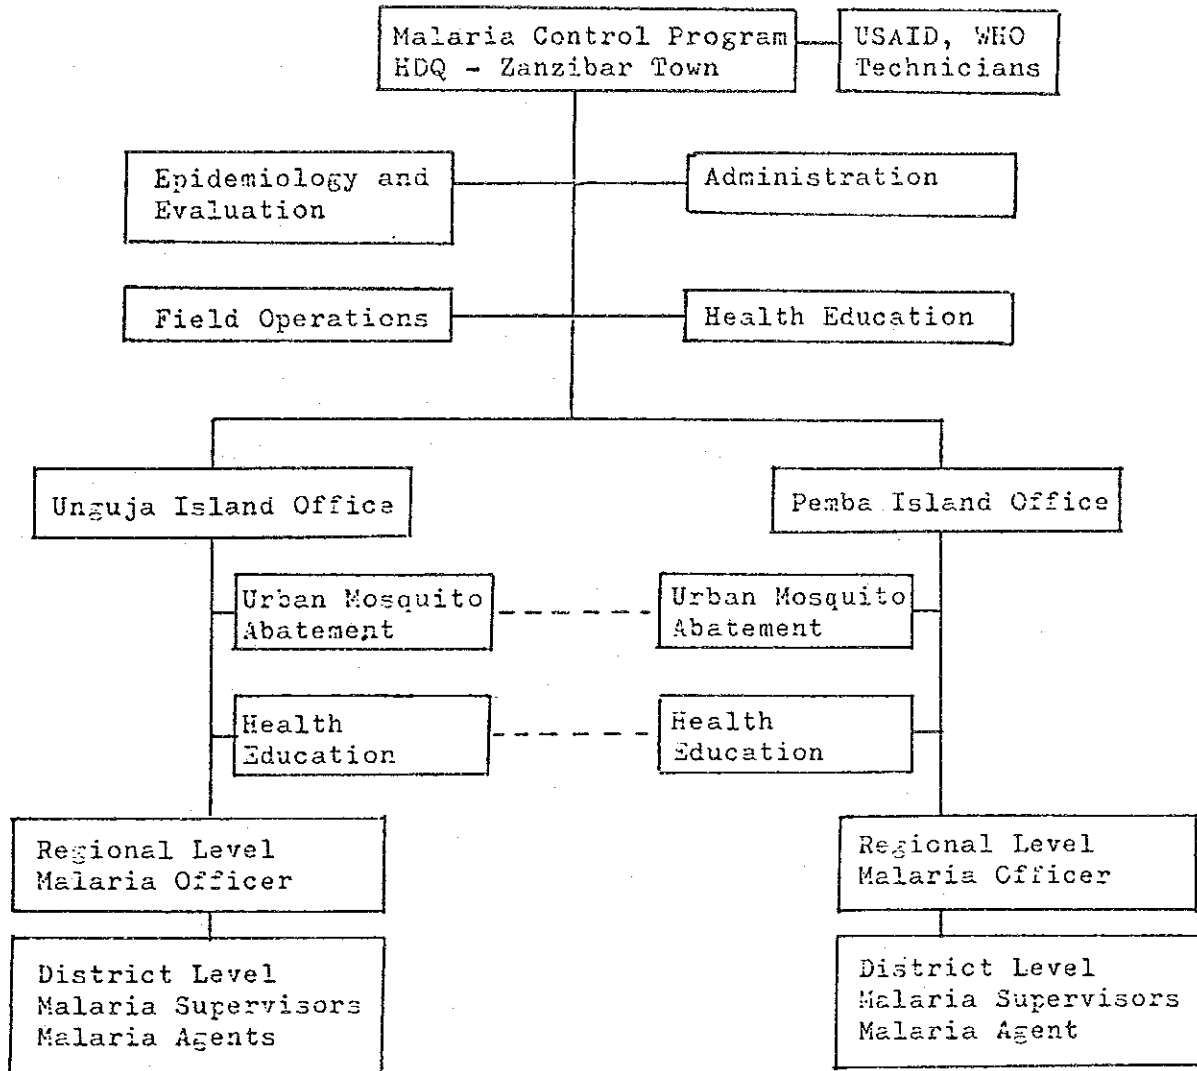 Malaria Control Program
HDQ - Zanzibar Town
USAID, WHO
Technicians
Epidemiology and
Evaluation
Administration
Field Operations
Health Education
Unguja Island Office
Pemba Island Office
Urban Mosquito
Abatement
Urban Mosquito
Abatement
Health
Education
Health
Education
Regional Level
Malaria Officer
Regional Level
Malaria Officer
District Level
Malaria Supervisors
Malaria Agents
District Level
Malaria Supervisors
Malaria Agent